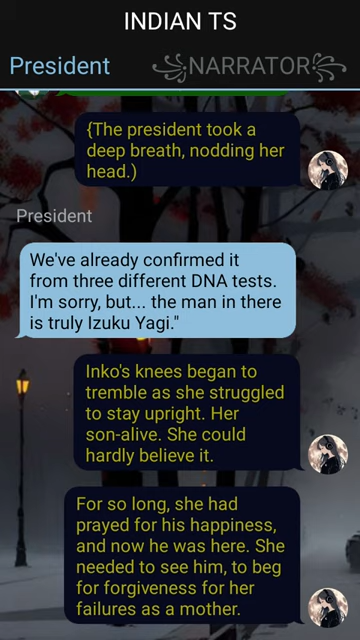 INDIAN TS
President
NARRATOR
{The president took a
deep breath, nodding her
head.)
President
We've already confirmed it
from three different DNA tests.
I'm sorry, but... the man in there
is truly Izuku Yagi."
Inko's knees began to
tremble as she struggled
to stay upright. Her
son-alive. She could
hardly believe it.
For so long, she had
prayed for his happiness,
and now he was here. She
needed to see him, to beg
for forgiveness for her
failures as a mother.